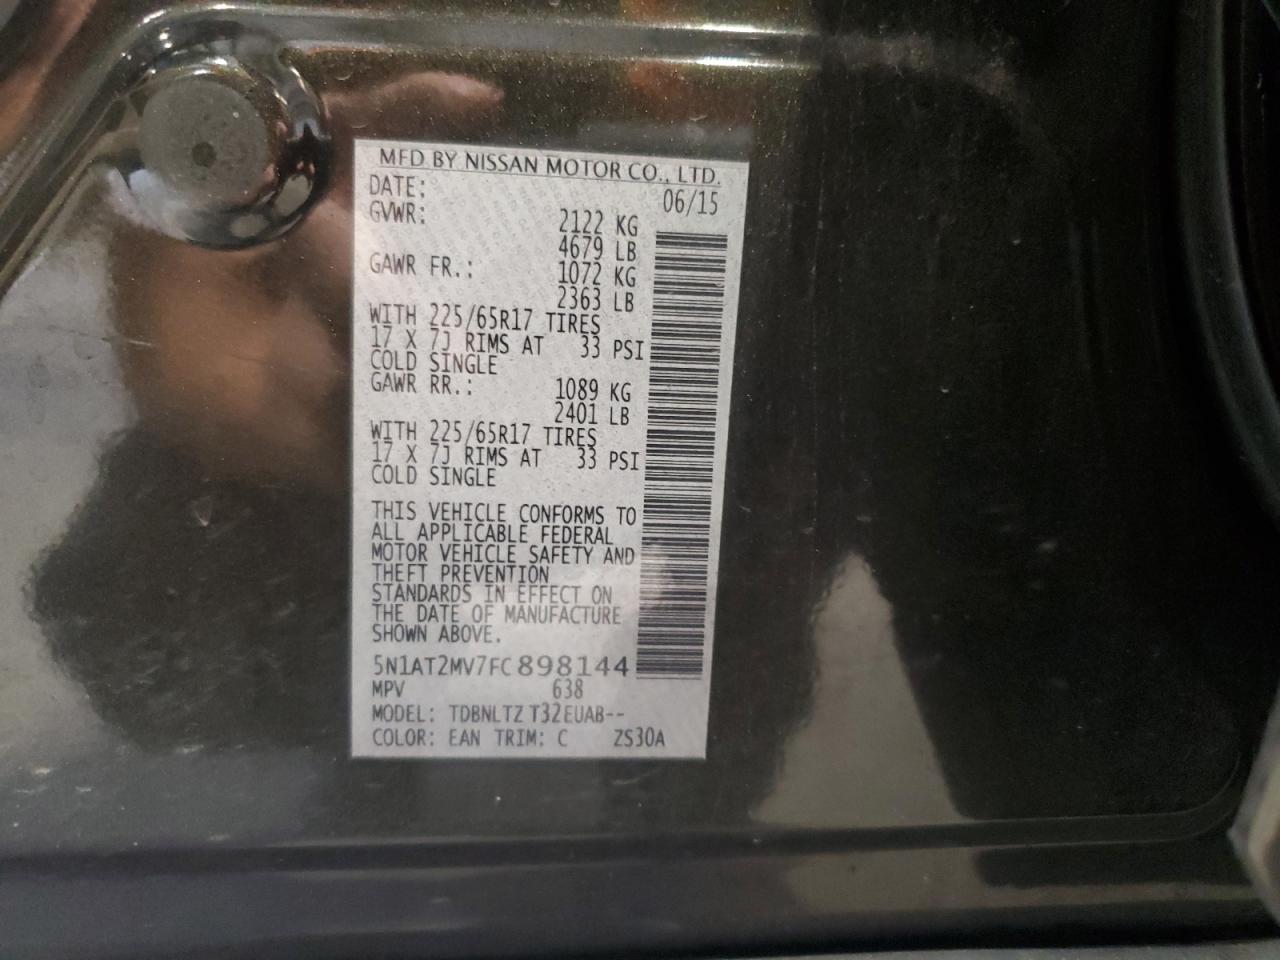 MFD BY NISSAN MOTOR CO., LTD.
DATE: 06/15
GVWR: 2122 KG
4679 LB
GAWR FR.: 1072 KG
2363 LB
WITH 225/65R17 TIRES
17 X 7J RIMS AT 33 PSI
COLD SINGLE
GAWR RR.: 1089 KG
2401 LB
WITH 225/65R17 TIRES
17 X 7J RIMS AT 33 PSI
COLD SINGLE
THIS VEHICLE CONFORMS TO
ALL APPLICABLE FEDERAL
MOTOR VEHICLE SAFETY AND
THEFT PREVENTION
STANDARDS IN EFFECT ON
THE DATE OF MANUFACTURE
SHOWN ABOVE.
5N1AT2MV7FC898144
MPV 638
MODEL: TDBNLTZ T32EUAB--
COLOR: EAN TRIM: C ZS30A